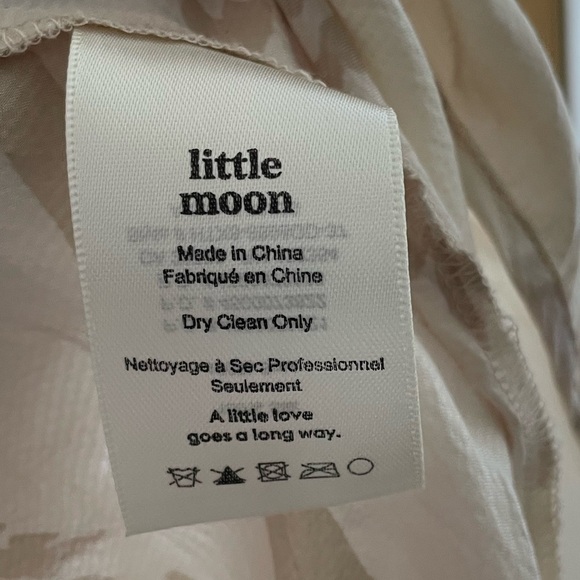 little
moon
Made in China
Fabriqué en Chine
Dry Clean Only
Nettoyage à Sec Professionnel
Seulement
A little love
goes a long way.